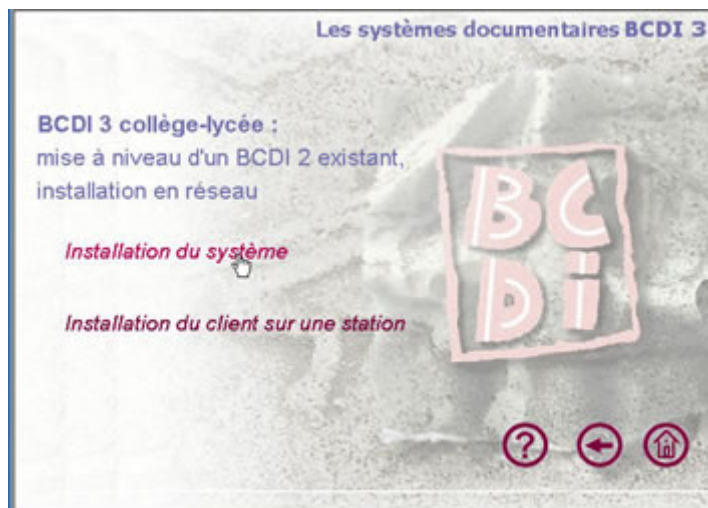 Les systèmes documentaires BCDI 3
BCDI 3 collège-lycée :
mise à niveau d'un BCDI 2 existant,
installation en réseau
Installation du système
Installation du client sur une station
BC
Di
?